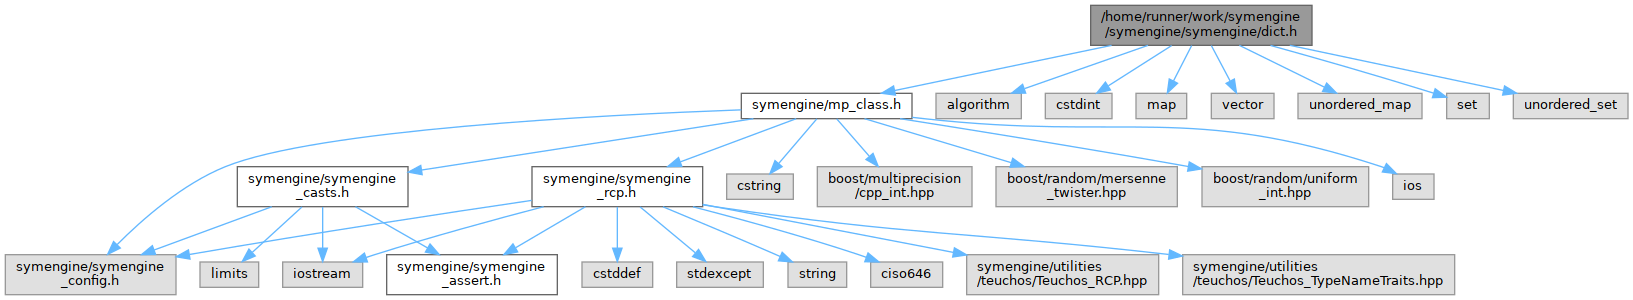 /home/runner/work/symengine
/symengine/symengine/dict.h
symengine/mp_class.h
algorithm
cstdint
map
vector
unordered_map
set
unordered_set
symengine/symengine
_casts.h
symengine/symengine
_rcp.h
cstring
boost/multiprecision
/cpp_int.hpp
boost/random/mersenne
_twister.hpp
boost/random/uniform
_int.hpp
ios
symengine/symengine
_config.h
limits
iostream
symengine/symengine
_assert.h
cstddef
stdexcept
string
ciso646
symengine/utilities
/teuchos/Teuchos_RCP.hpp
symengine/utilities
/teuchos/Teuchos_TypeNameTraits.hpp